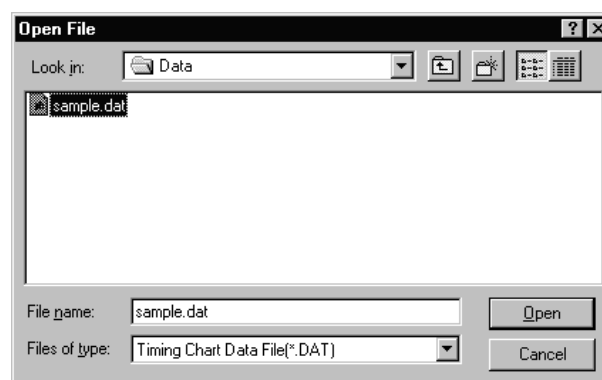 Open File
Look in: Data
sample.dat
File name: sample.dat Open
Files of type: Timing Chart Data File(*.DAT) Cancel